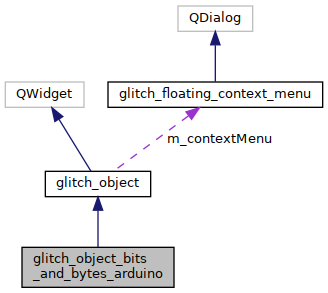 QDialog
QWidget
glitch_floating_context_menu
m_contextMenu
glitch_object
glitch_object_bits
_and_bytes_arduino